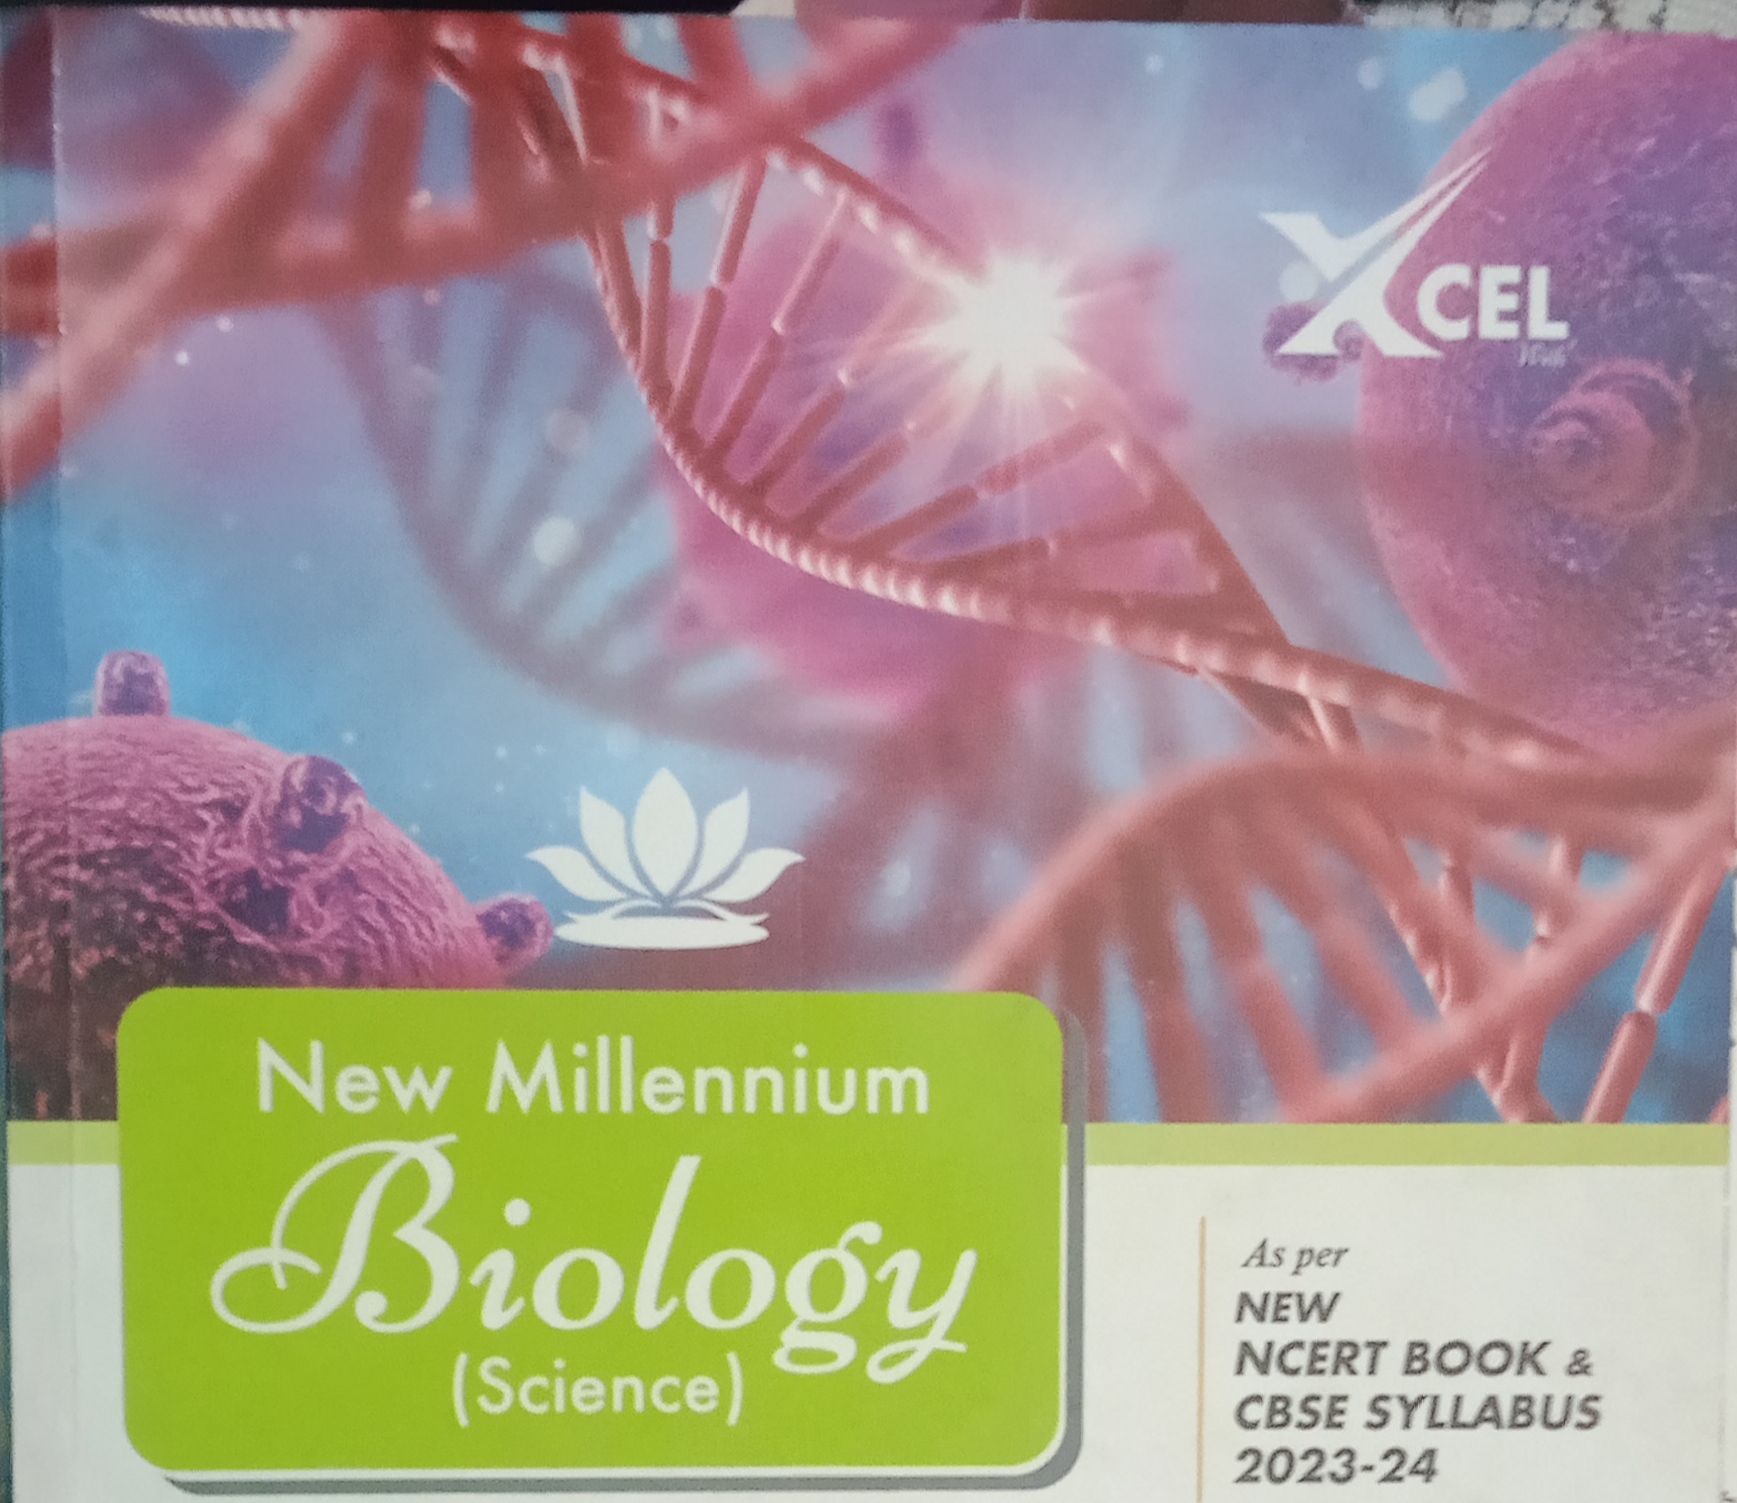 XCEL
New Millennium
Biology
(Science)
As per
NEW
NCERT BOOK &
CBSE SYLLABUS
2023-24